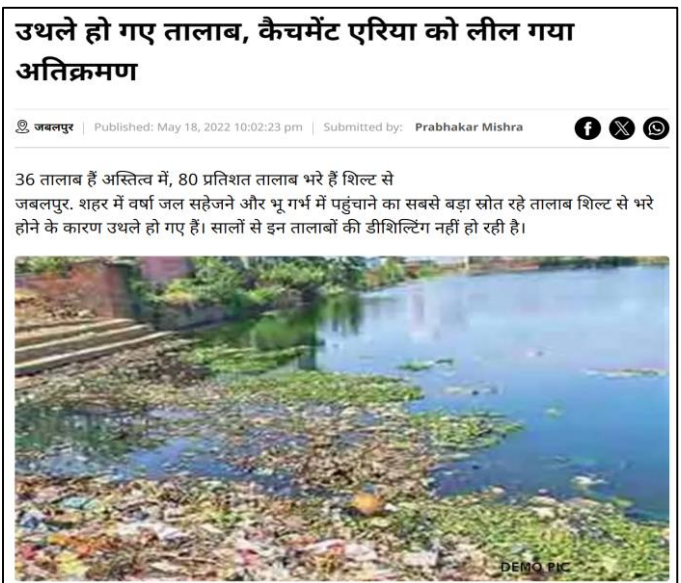 उथले हो गए तालाब, कैचमेंट एरिया को लील गया
अतिक्रमण
जबलपुर | Published: May 18, 2022 10:02:23 pm | Submitted by: Prabhakar Mishra
36 तालाब हैं अस्तित्व में, 80 प्रतिशत तालाब भरे हैं शिल्ट से
जबलपुर. शहर में वर्षा जल सहेजने और भू गर्भ में पहुंचाने का सबसे बड़ा स्रोत रहे तालाब शिल्ट से भरे
होने के कारण उथले हो गए हैं। सालों से इन तालाबों की डीशिल्टिंग नहीं हो रही है।
DEMO PIC